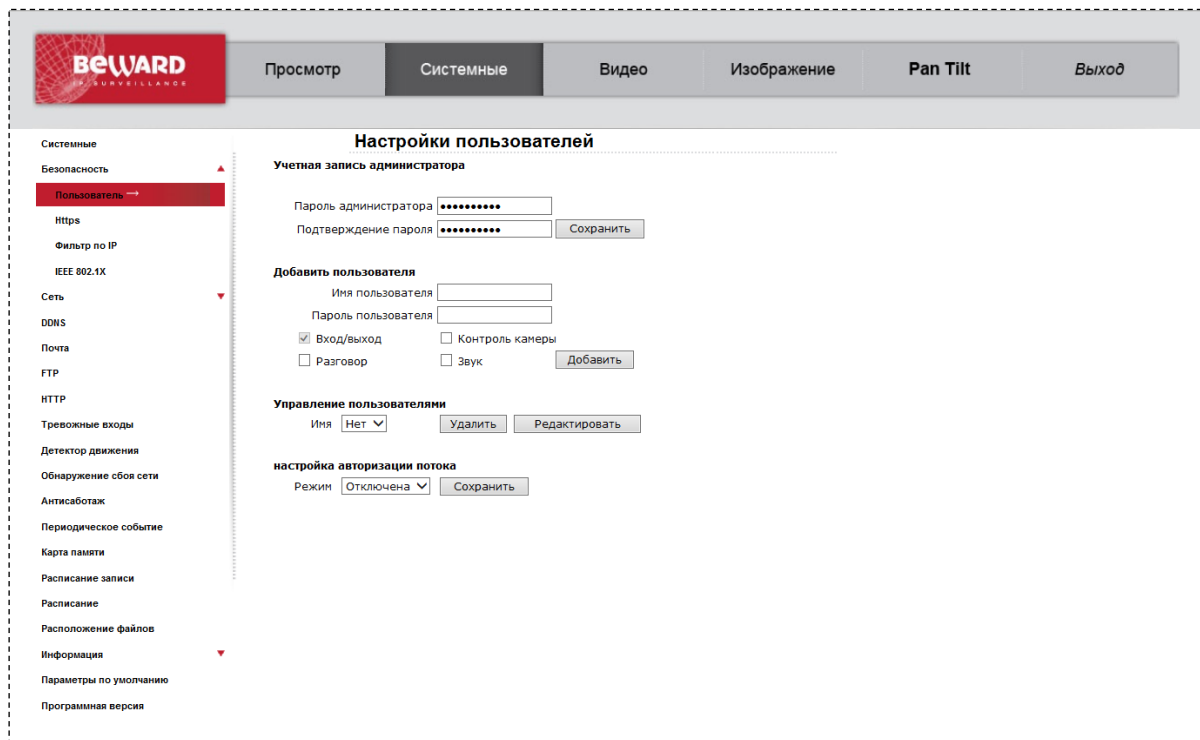 BEWARD
IP SURVEILLANCE
Просмотр
Системные
Видео
Изображение
Pan Tilt
Выход
Системные
Безопасность
Пользователь →
Https
Фильтр по IP
IEEE 802.1X
Сеть
DDNS
Почта
FTP
HTTP
Тревожные входы
Детектор движения
Обнаружение сбоя сети
Антисаботаж
Периодическое событие
Карта памяти
Расписание записи
Расписание
Расположение файлов
Информация
Параметры по умолчанию
Программная версия
Настройки пользователей
Учетная запись администратора
Пароль администратора ●●●●●●●●●●
Подтверждение пароля ●●●●●●●●●● Сохранить
Добавить пользователя
Имя пользователя
Пароль пользователя
Вход/выход Контроль камеры
Разговор Звук Добавить
Управление пользователями
Имя Нет Удалить Редактировать
настройка авторизации потока
Режим Отключена Сохранить